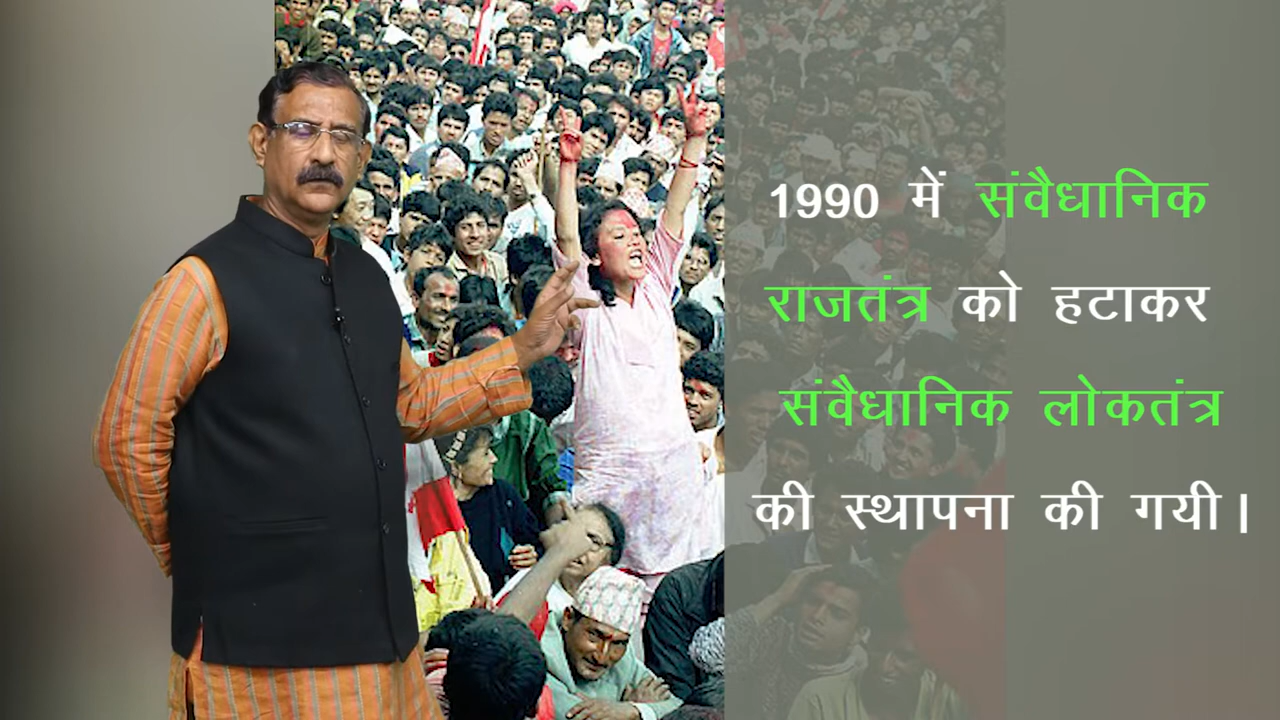 1990 में संवैधानिक
राजतंत्र को हटाकर
संवैधानिक लोकतंत्र
की स्थापना की गयी।